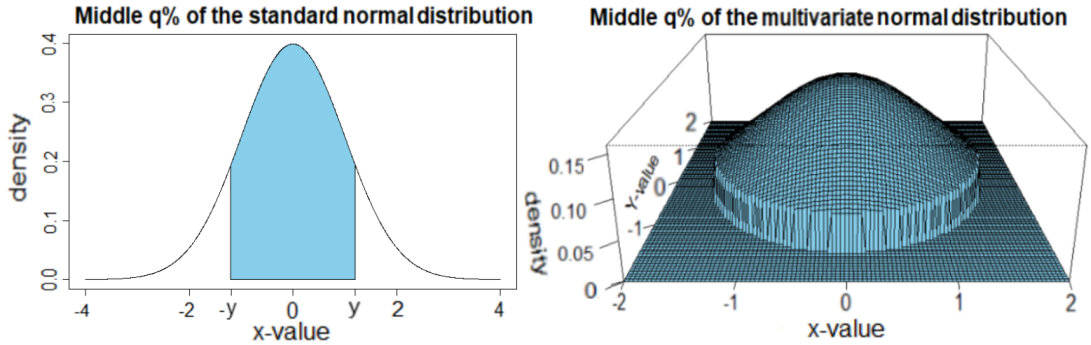 Middle q% of the standard normal distribution
density
0.4
0.3
0.2
0.1
0.0
-4 -2 -y 0 y 2 4
x-value
Middle q% of the multivariate normal distribution
density
0.15
0.10
0.05
0
Y-value
2
1
0
-1
-2 -1 0 1 2
x-value